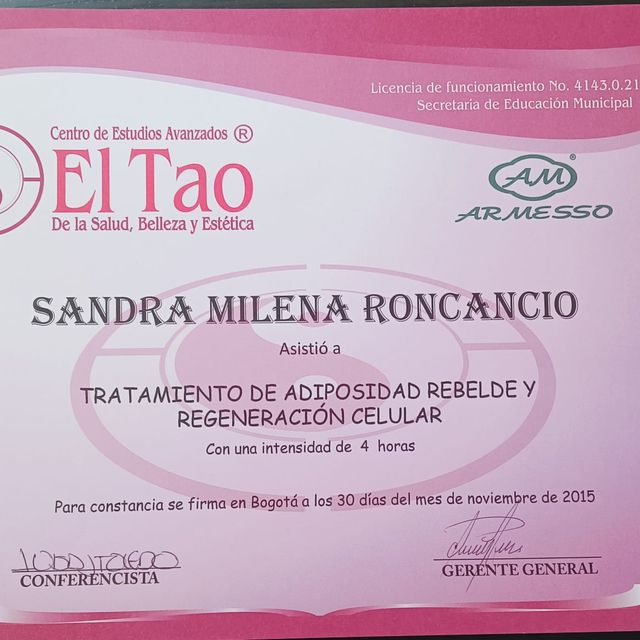 Licencia de funcionamiento No. 4143.0.21
Secretaria de Educación Municipal
Centro de Estudios Avanzados ®
El Tao
De la Salud, Belleza y Estética
AM®
ARMESSO
SANDRA MILENA RONCANCIO
Asistió a
TRATAMIENTO DE ADIPOSIDAD REBELDE Y
REGENERACIÓN CELULAR
Con una intensidad de 4 horas
Para constancia se firma en Bogotá a los 30 días del mes de noviembre de 2015
CONFERENCISTA
GERENTE GENERAL